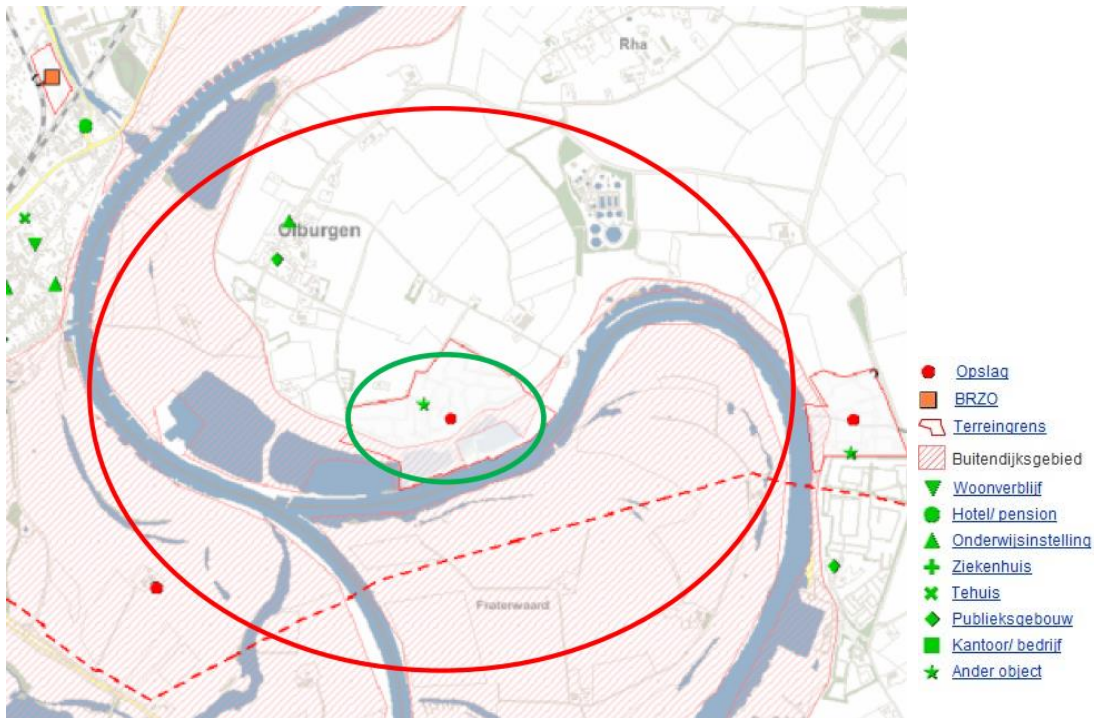 Rha
Olburgen
Fraterwaard
Opslag
BRZO
Terreingrens
Buitendijksgebied
Woonverblijf
Hotel/ pension
Onderwijsinstelling
Ziekenhuis
Tehuis
Publieksgebouw
Kantoor/ bedrijf
Ander object